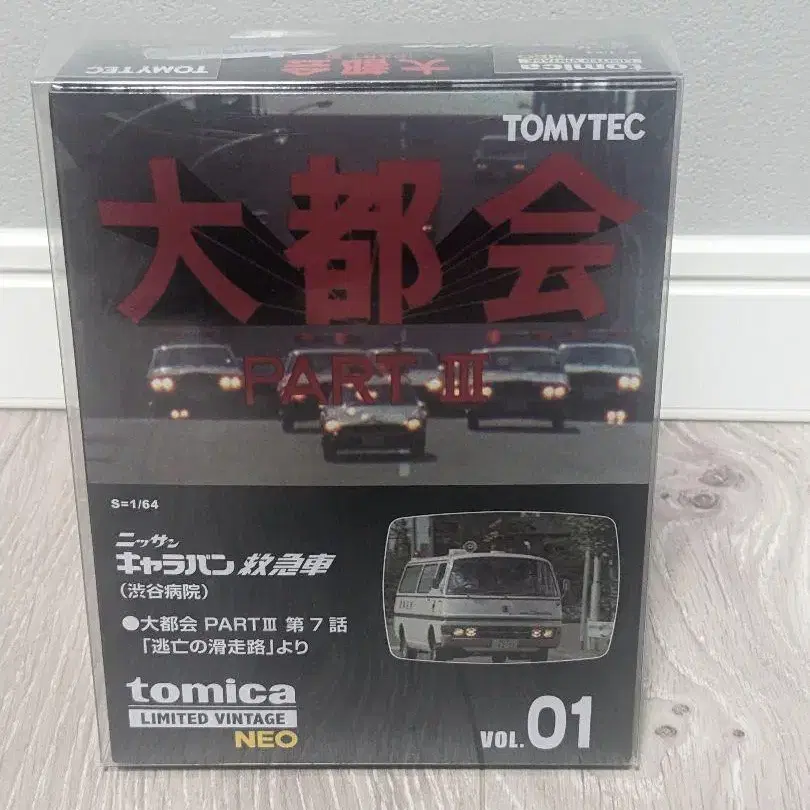 TOMYTEC
大都会
tomica
NEO
TOMYTEC
大都会
PART III
S=1/64
ニッサン
キャラバン 救急車
(渋谷病院)
●大都会 PARTⅢ 第7話
「逃亡の滑走路」より
tomica
LIMITED VINTAGE
NEO
VOL.01